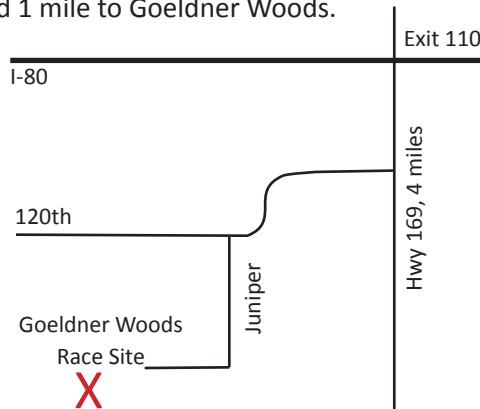 d 1 mile to Goeldner Woods.
Exit 110
I-80
Hwy 169, 4 miles
120th
Juniper
Goeldner Woods
Race Site
X